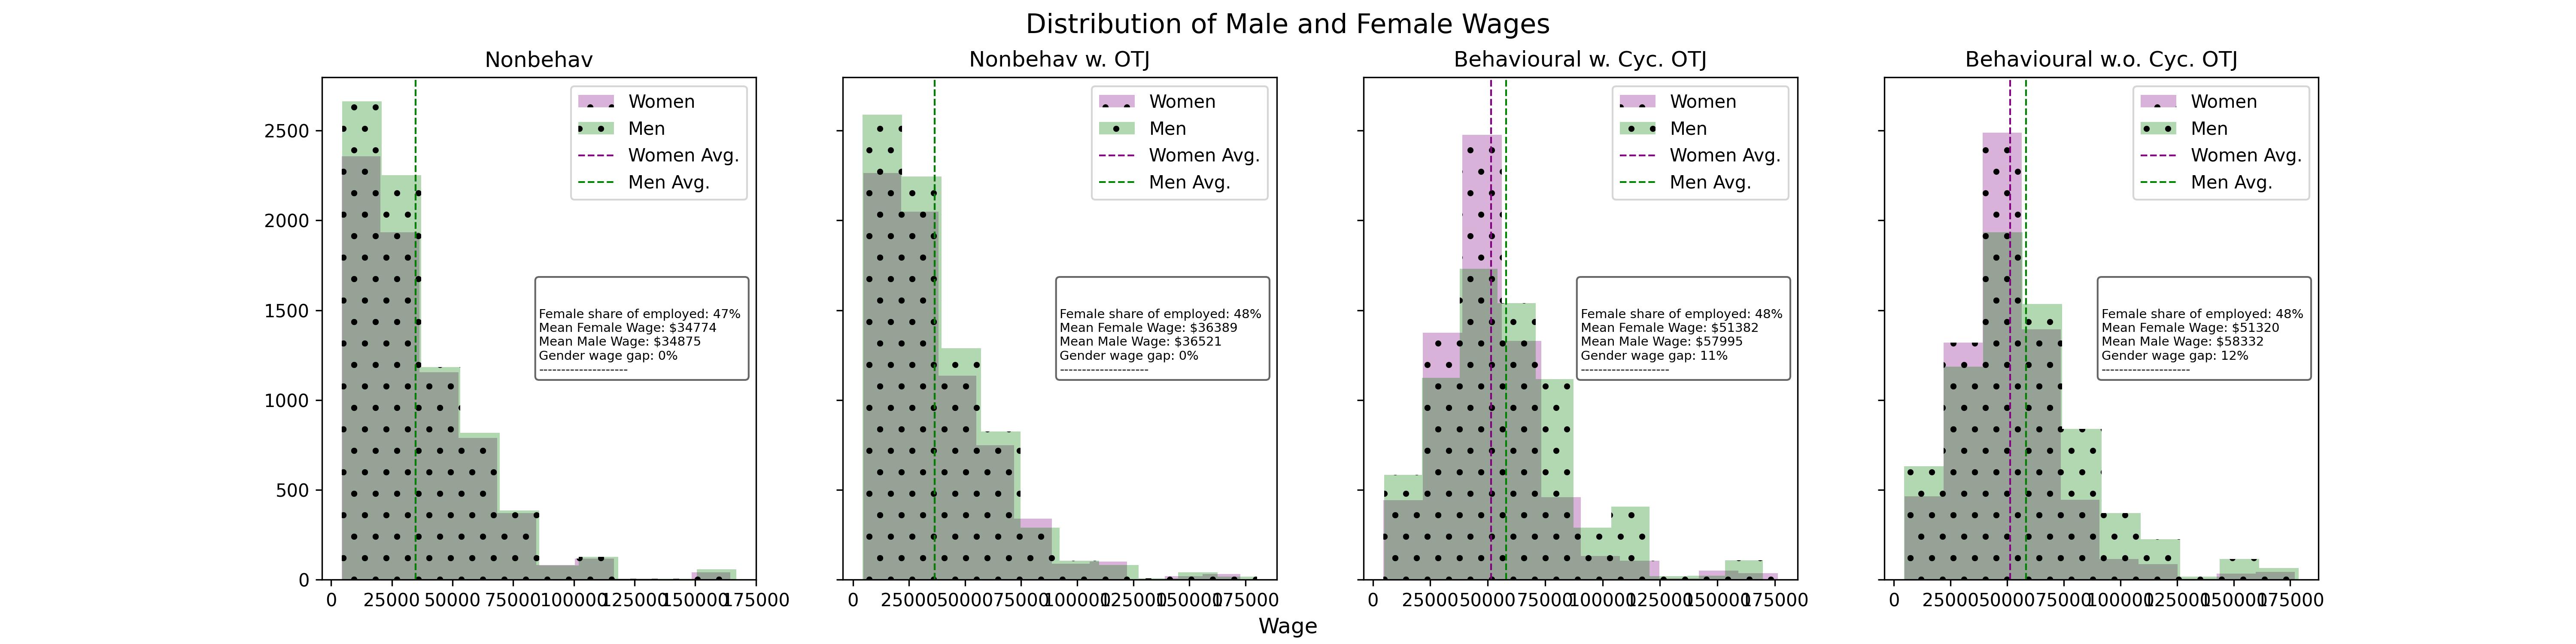 Distribution of Male and Female Wages
Nonbehav
Women
Men
Women Avg.
Men Avg.
Female share of employed: 47%
Mean Female Wage: $34774
Mean Male Wage: $34875
Gender wage gap: 0%
--------------------
2500
2000
1500
1000
500
0
0 25000 50000 75000 100000 125000 150000 175000
Nonbehav w. OTJ
Women
Men
Women Avg.
Men Avg.
Female share of employed: 48%
Mean Female Wage: $36389
Mean Male Wage: $36521
Gender wage gap: 0%
--------------------
0 25000 50000 75000 100000 125000 150000 175000
Behavioural w. Cyc. OTJ
Women
Men
Women Avg.
Men Avg.
Female share of employed: 48%
Mean Female Wage: $51382
Mean Male Wage: $57995
Gender wage gap: 11%
--------------------
0 25000 50000 75000 100000 125000 150000 175000
Behavioural w.o. Cyc. OTJ
Women
Men
Women Avg.
Men Avg.
Female share of employed: 48%
Mean Female Wage: $51320
Mean Male Wage: $58332
Gender wage gap: 12%
--------------------
0 25000 50000 75000 100000 125000 150000 175000
Wage